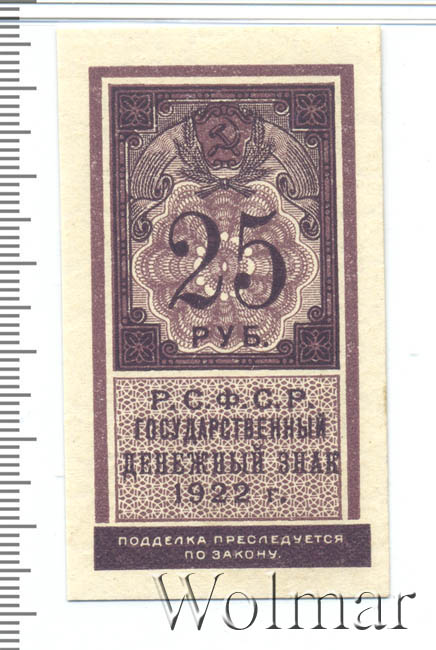 25
РУБ.
Р.С.Ф.С.Р
ГОСУДАРСТВЕННЫЙ
ДЕНЕЖНЫЙ ЗНАК
1922 г.
ПОДДЕЛКА ПРЕСЛЕДУЕТСЯ
ПО ЗАКОНУ.
Wolmar